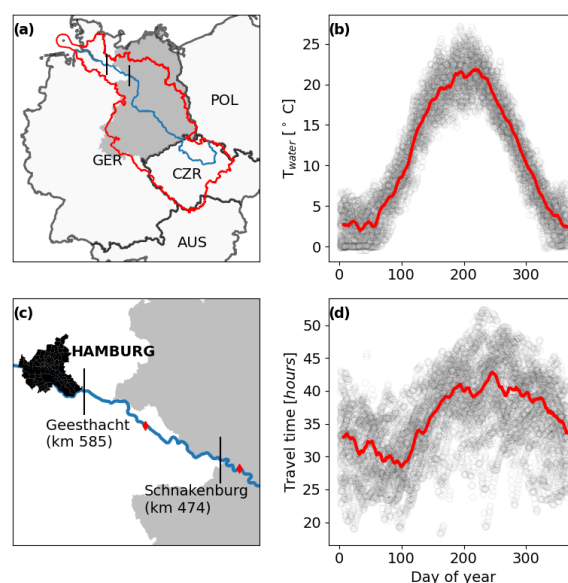 (a)
POL
GER
CZR
AUS
(b)
T_water [ ° C]
25
20
15
10
5
0
0
100
200
300
(c)
HAMBURG
Geesthacht
(km 585)
Schnakenburg
(km 474)
(d)
Travel time [hours]
50
45
40
35
30
25
20
0
100
200
300
Day of year